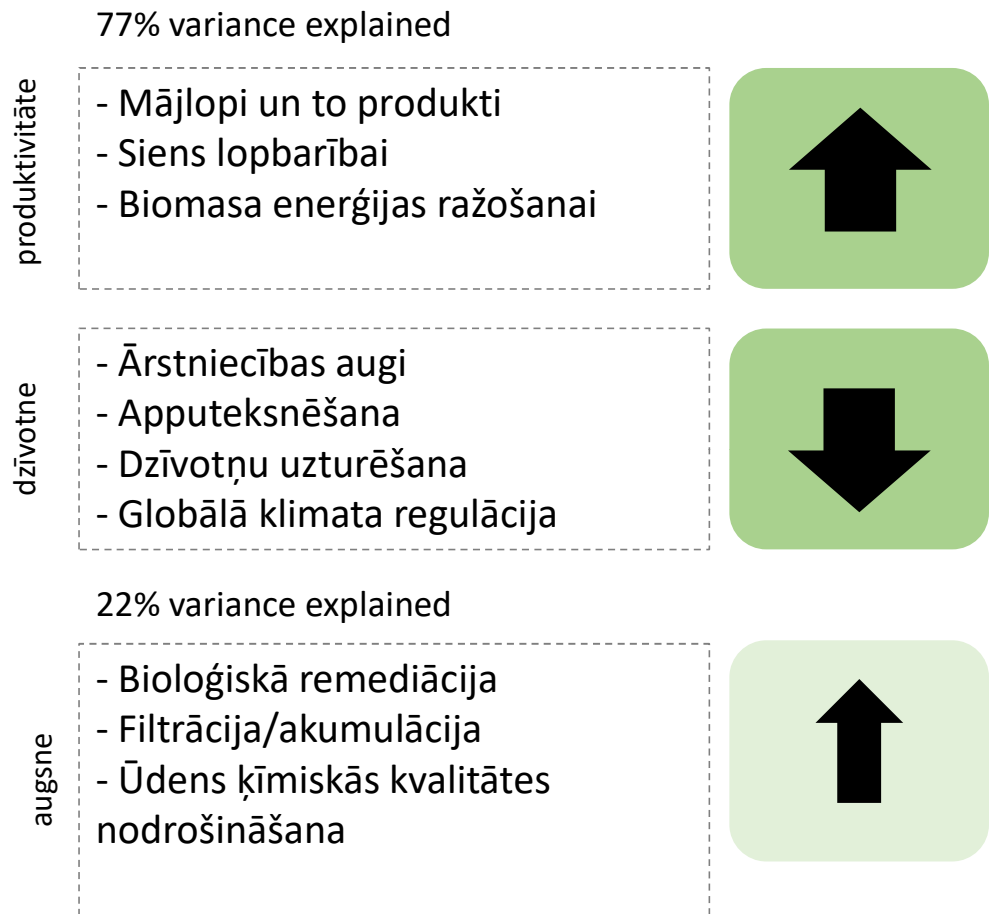 77% variance explained
produktivitāte
- Mājlopi un to produkti
- Siens lopbarībai
- Biomasa enerģijas ražošanai
dzīvotne
- Ārstniecības augi
- Apputeksnēšana
- Dzīvotņu uzturēšana
- Globālā klimata regulācija
22% variance explained
augsne
- Bioloģiskā remediācija
- Filtrācija/akumulācija
- Ūdens ķīmiskās kvalitātes
nodrošināšana